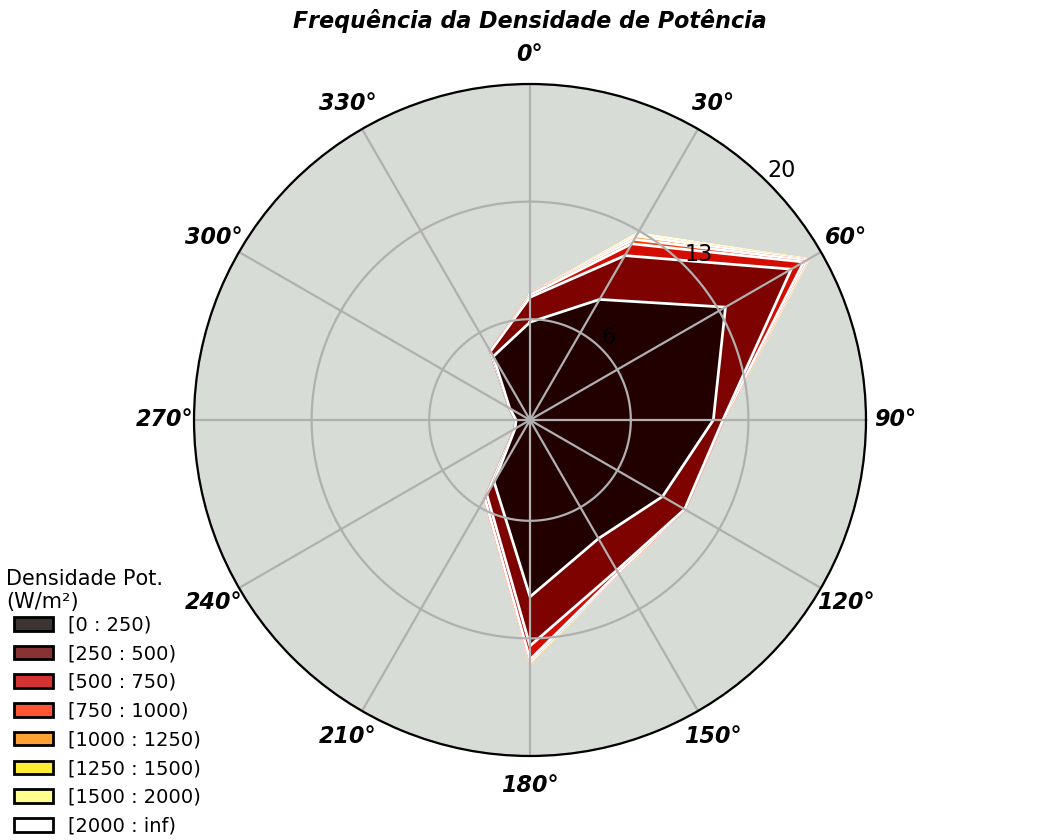 Frequência da Densidade de Potência
0°
330°
30°
20
300°
60°
13
6
270°
90°
240°
120°
210°
150°
180°
Densidade Pot.
(W/m²)
[0 : 250)
[250 : 500)
[500 : 750)
[750 : 1000)
[1000 : 1250)
[1250 : 1500)
[1500 : 2000)
[2000 : inf)